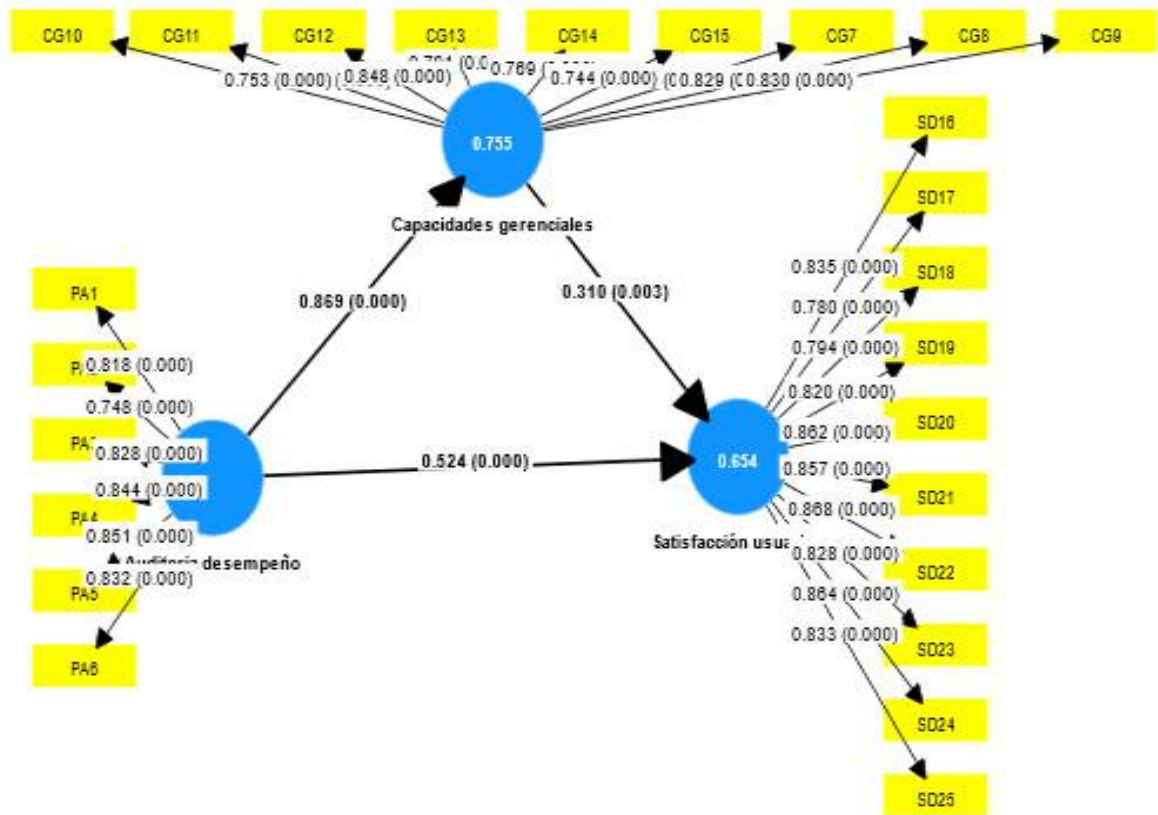 CG10 CG11 CG12 CG13 CG14 CG15 CG7 CG8 CG9
0.753 (0.000) 0.848 (0.000) 0.769 0.744 (0.000) 0.829 0.830 (0.000)
0.755
Capacidades gerenciales
0.869 (0.000)
0.310 (0.003)
0.524 (0.000)
PA1
0.818 (0.000)
0.748 (0.000)
0.828 (0.000)
0.844 (0.000)
PA4
0.851 (0.000)
desempeño
0.832 (0.000)
PA5
PA6
0.654
Satisfacción
SD16
SD17
0.835 (0.000)
SD18
0.780 (0.000)
0.794 (0.000)
SD19
0.820 (0.000)
SD20
0.862 (0.000)
0.857 (0.000)
SD21
0.868 (0.000)
0.828 (0.000)
SD22
0.864 (0.000)
0.833 (0.000)
SD23
SD24
SD25